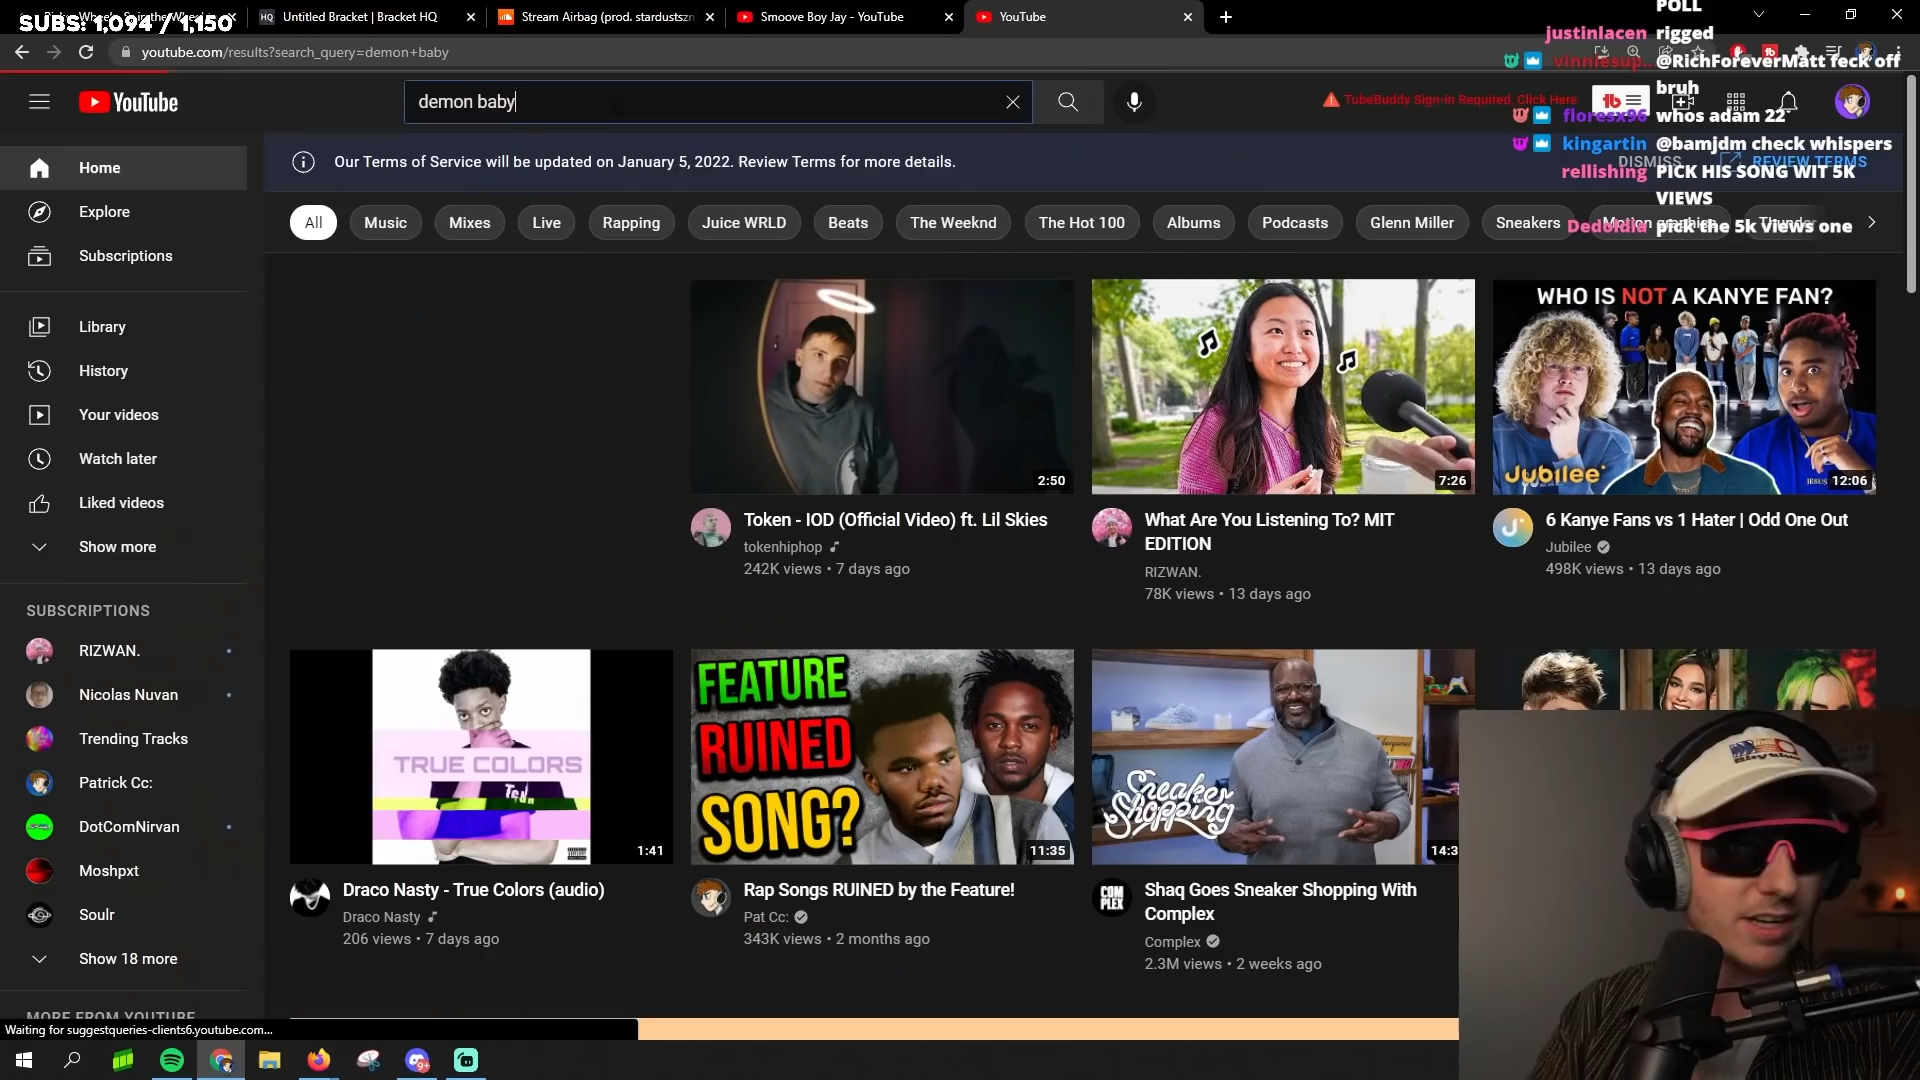 SUBS: 1,094 / 1,150
Untitled Bracket | Bracket HQ
Stream Airbag (prod. stardustszn
Smoove Boy Jay - YouTube
YouTube
youtube.com/results?search_query=demon+baby
POLL
justinlacen rigged
vinniesup... @RichForeverMatt feck off
bruh
floresx96 whos adam 22
kingartin @bamjdm check whispers
rellishing PICK HIS SONG WIT 5K
VIEWS
Dedoldia pick the 5k views one
YouTube
demon baby
TubeBuddy Sign-in Required, Click Here
tb
Our Terms of Service will be updated on January 5, 2022. Review Terms for more details.
DISMISS
REVIEW TERMS
All
Music
Mixes
Live
Rapping
Juice WRLD
Beats
The Weeknd
The Hot 100
Albums
Podcasts
Glenn Miller
Sneakers
Motion graphics
Thunder
Home
Explore
Subscriptions
Library
History
Your videos
Watch later
Liked videos
Show more
SUBSCRIPTIONS
RIZWAN.
Nicolas Nuvan
Trending Tracks
Patrick Cc:
DotComNirvan
Moshpxt
Soulr
Show 18 more
MORE FROM YOUTUBE
2:50
Token - IOD (Official Video) ft. Lil Skies
tokenhiphop
242K views • 7 days ago
7:26
What Are You Listening To? MIT
EDITION
RIZWAN.
78K views • 13 days ago
WHO IS NOT A KANYE FAN?
Jubilee
12:06
6 Kanye Fans vs 1 Hater | Odd One Out
Jubilee
498K views • 13 days ago
TRUE COLORS
1:41
Draco Nasty - True Colors (audio)
Draco Nasty
206 views • 7 days ago
FEATURE
RUINED
SONG?
11:35
Rap Songs RUINED by the Feature!
Pat Cc:
343K views • 2 months ago
Sneaker
Shopping
14:3
COM
PLEX
Shaq Goes Sneaker Shopping With
Complex
Complex
2.3M views • 2 weeks ago
Waiting for suggestqueries-clients6.youtube.com...
9+